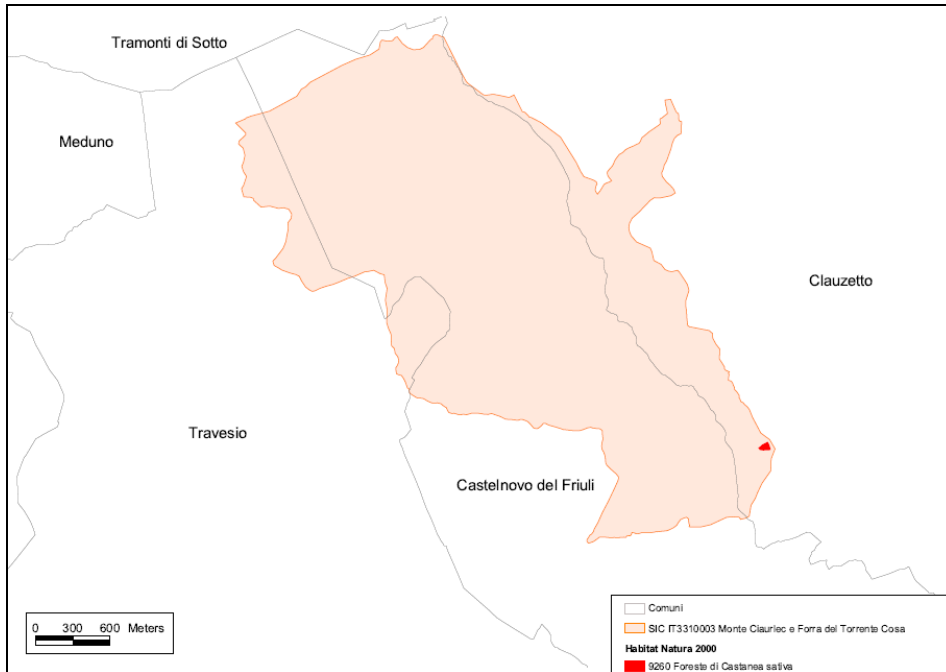 Tramonti di Sotto
Meduno
Clauzetto
Travesio
Castelnovo del Friuli
0 300 600 Meters
Comuni
SIC IT3310003 Monte Ciaurlec e Forra del Torrente Cosa
Habitat Natura 2000
9260 Foreste di Castanea sativa